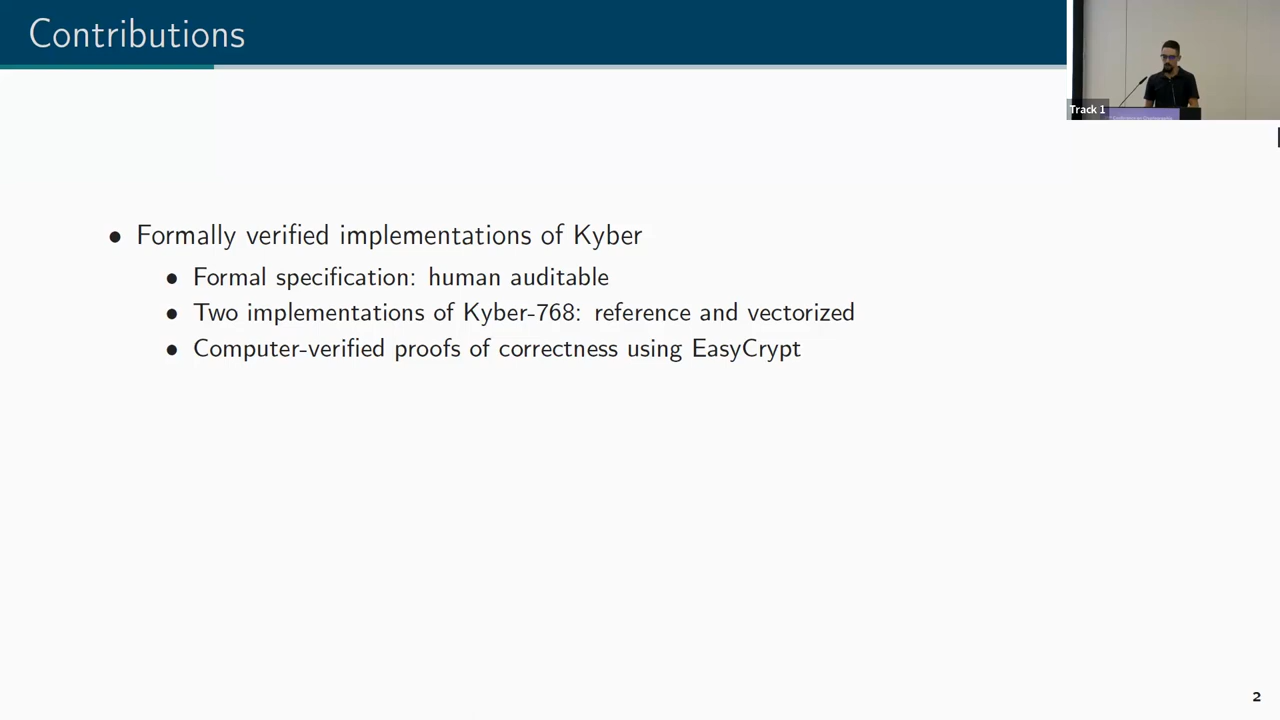 Contributions
Track 1
• Formally verified implementations of Kyber
• Formal specification: human auditable
• Two implementations of Kyber-768: reference and vectorized
• Computer-verified proofs of correctness using EasyCrypt
2